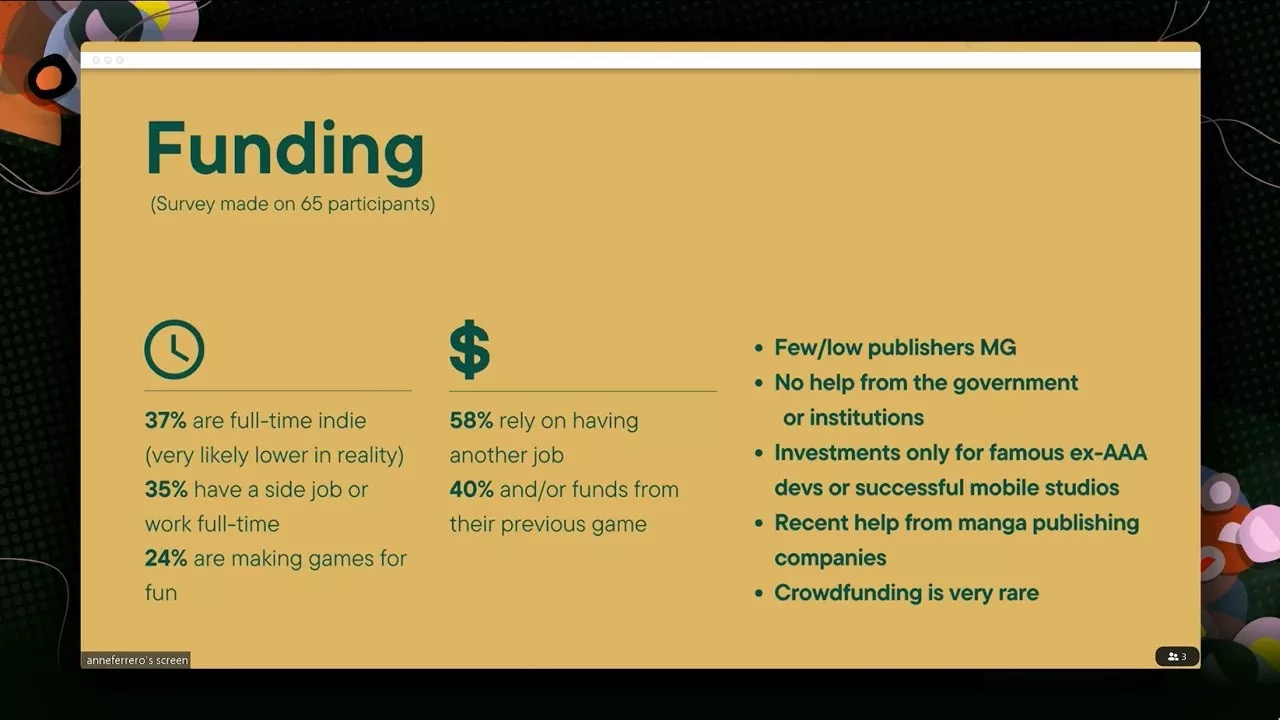 Funding
(Survey made on 65 participants)
37% are full-time indie
(very likely lower in reality)
35% have a side job or
work full-time
24% are making games for
fun
$
58% rely on having
another job
40% and/or funds from
their previous game
• Few/low publishers MG
• No help from the government
or institutions
• Investments only for famous ex-AAA
devs or successful mobile studios
• Recent help from manga publishing
companies
• Crowdfunding is very rare
anneferrero's screen
3